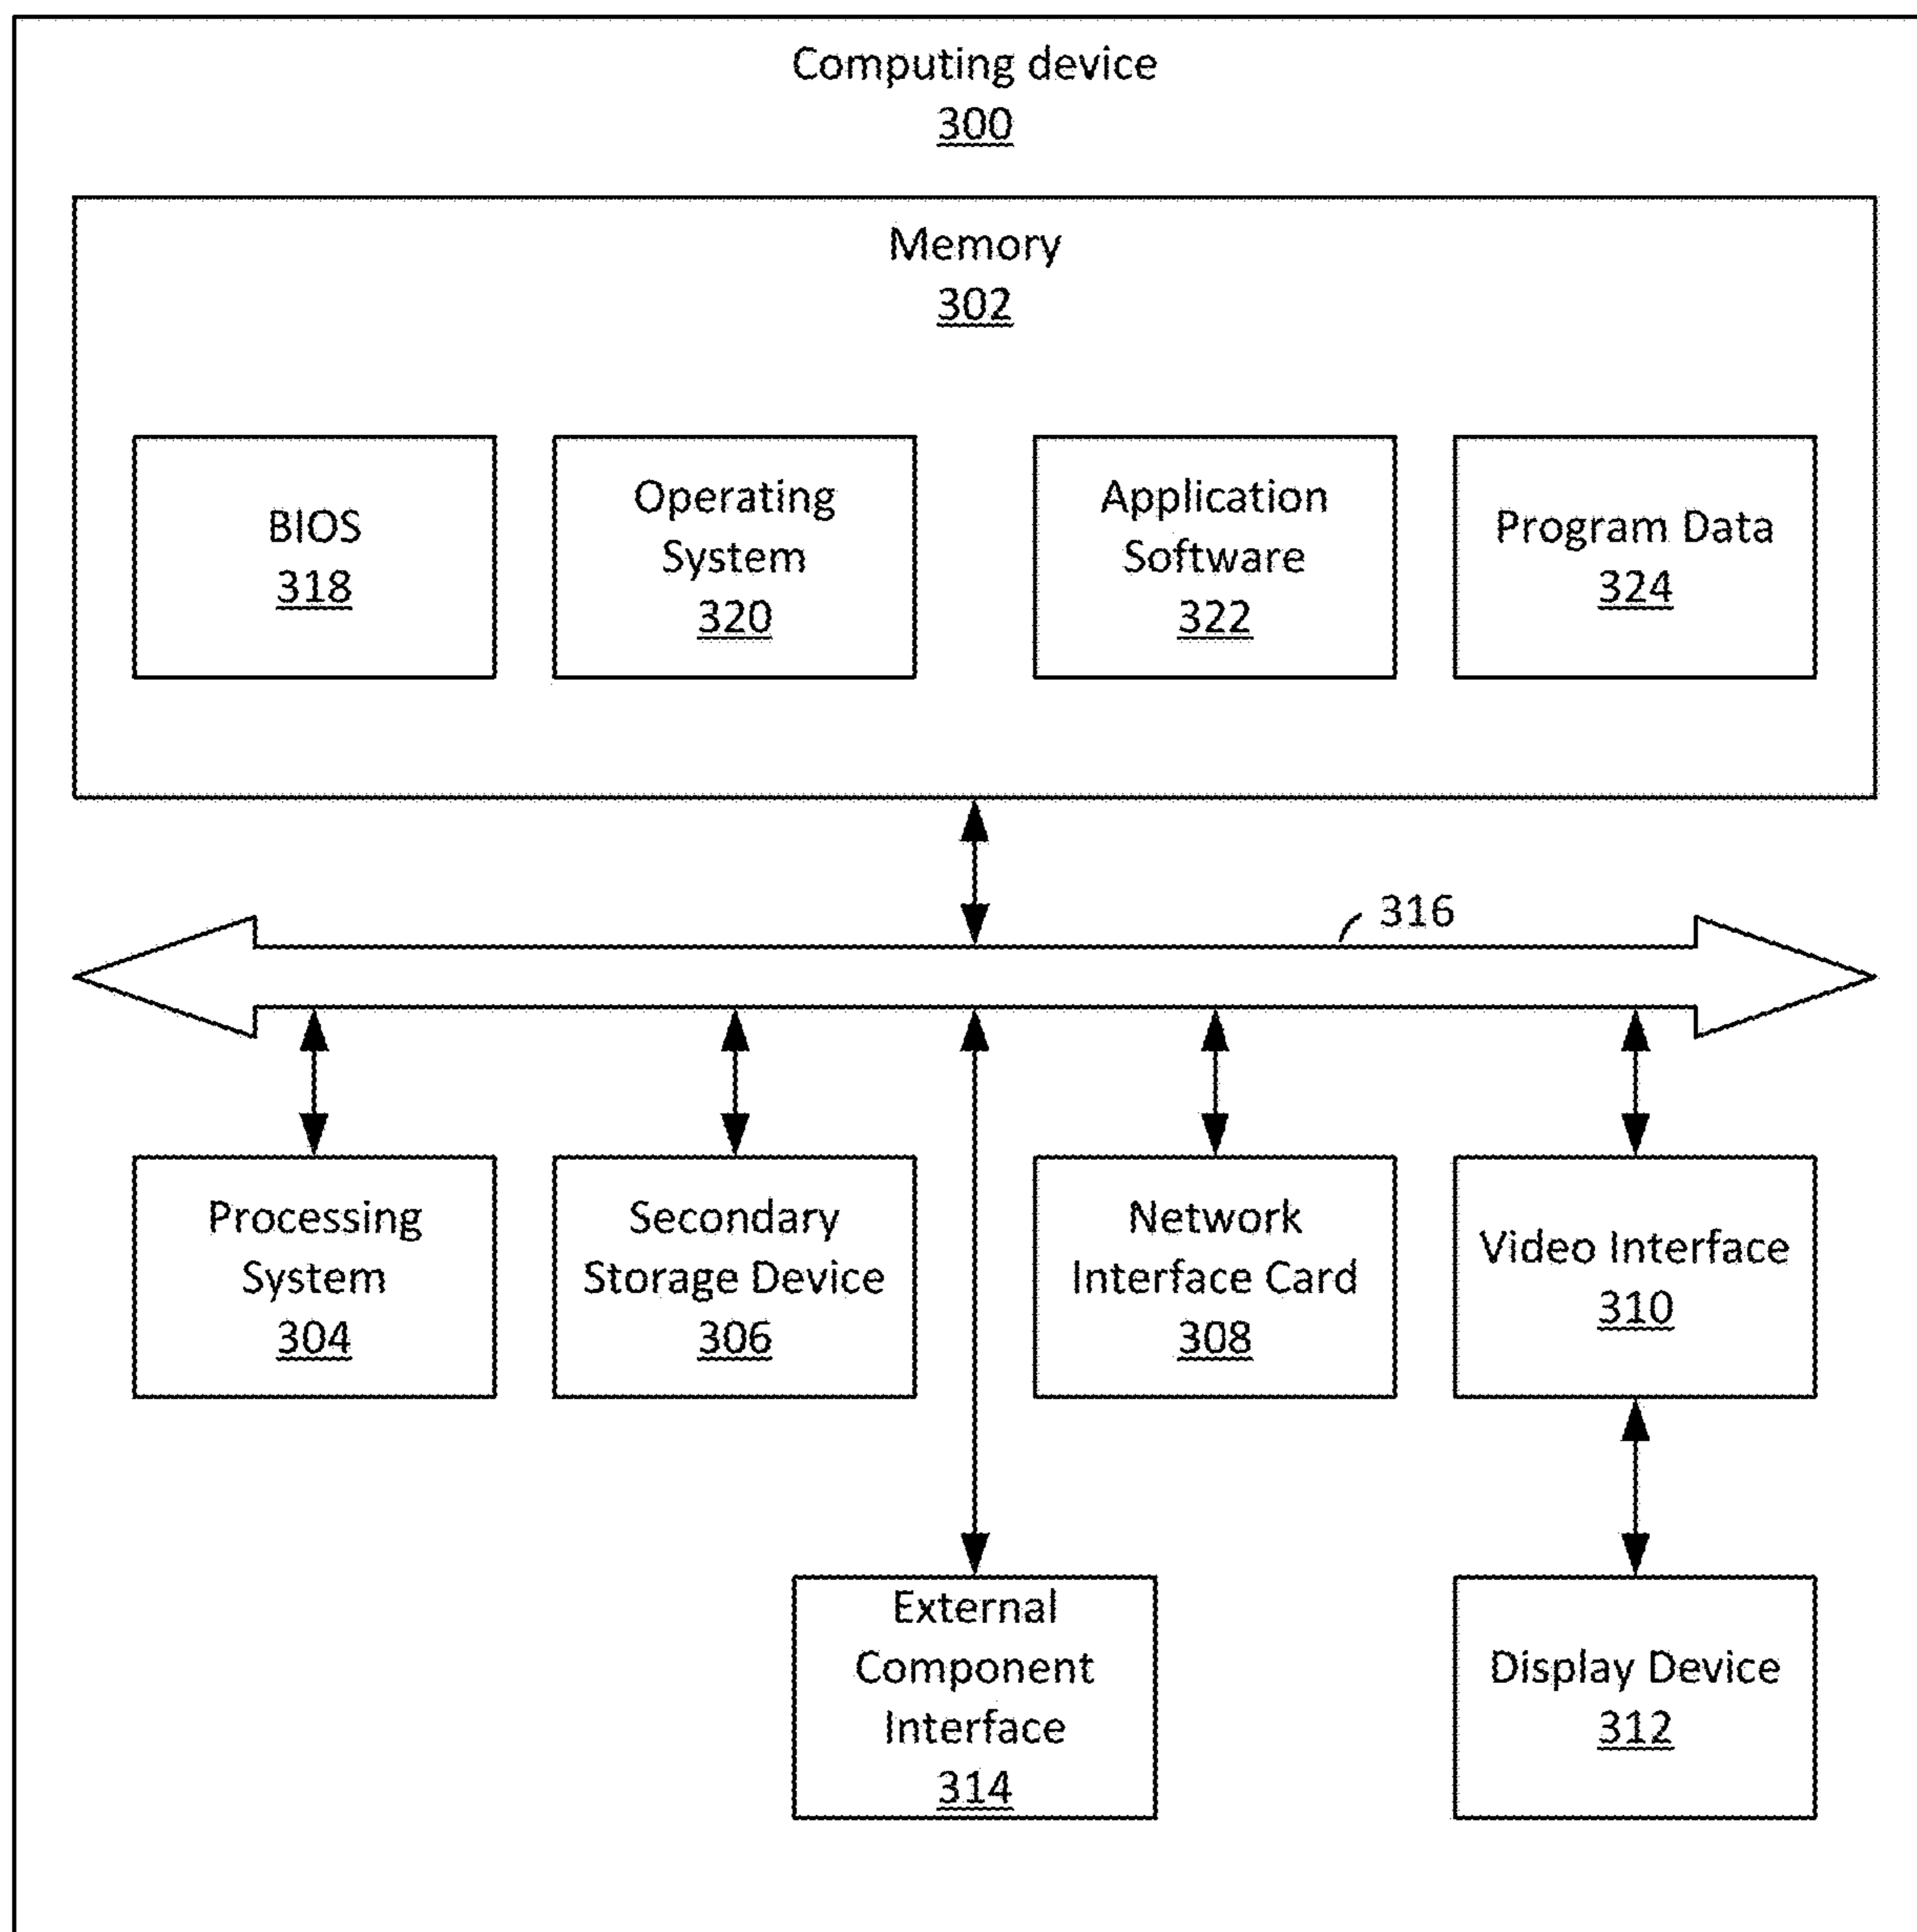 Computing device
300
Memory
302
BIOS
318
Operating
System
320
Application
Software
322
Program Data
324
316
Processing
System
304
Secondary
Storage Device
306
Network
Interface Card
308
Video Interface
310
External
Component
Interface
314
Display Device
312